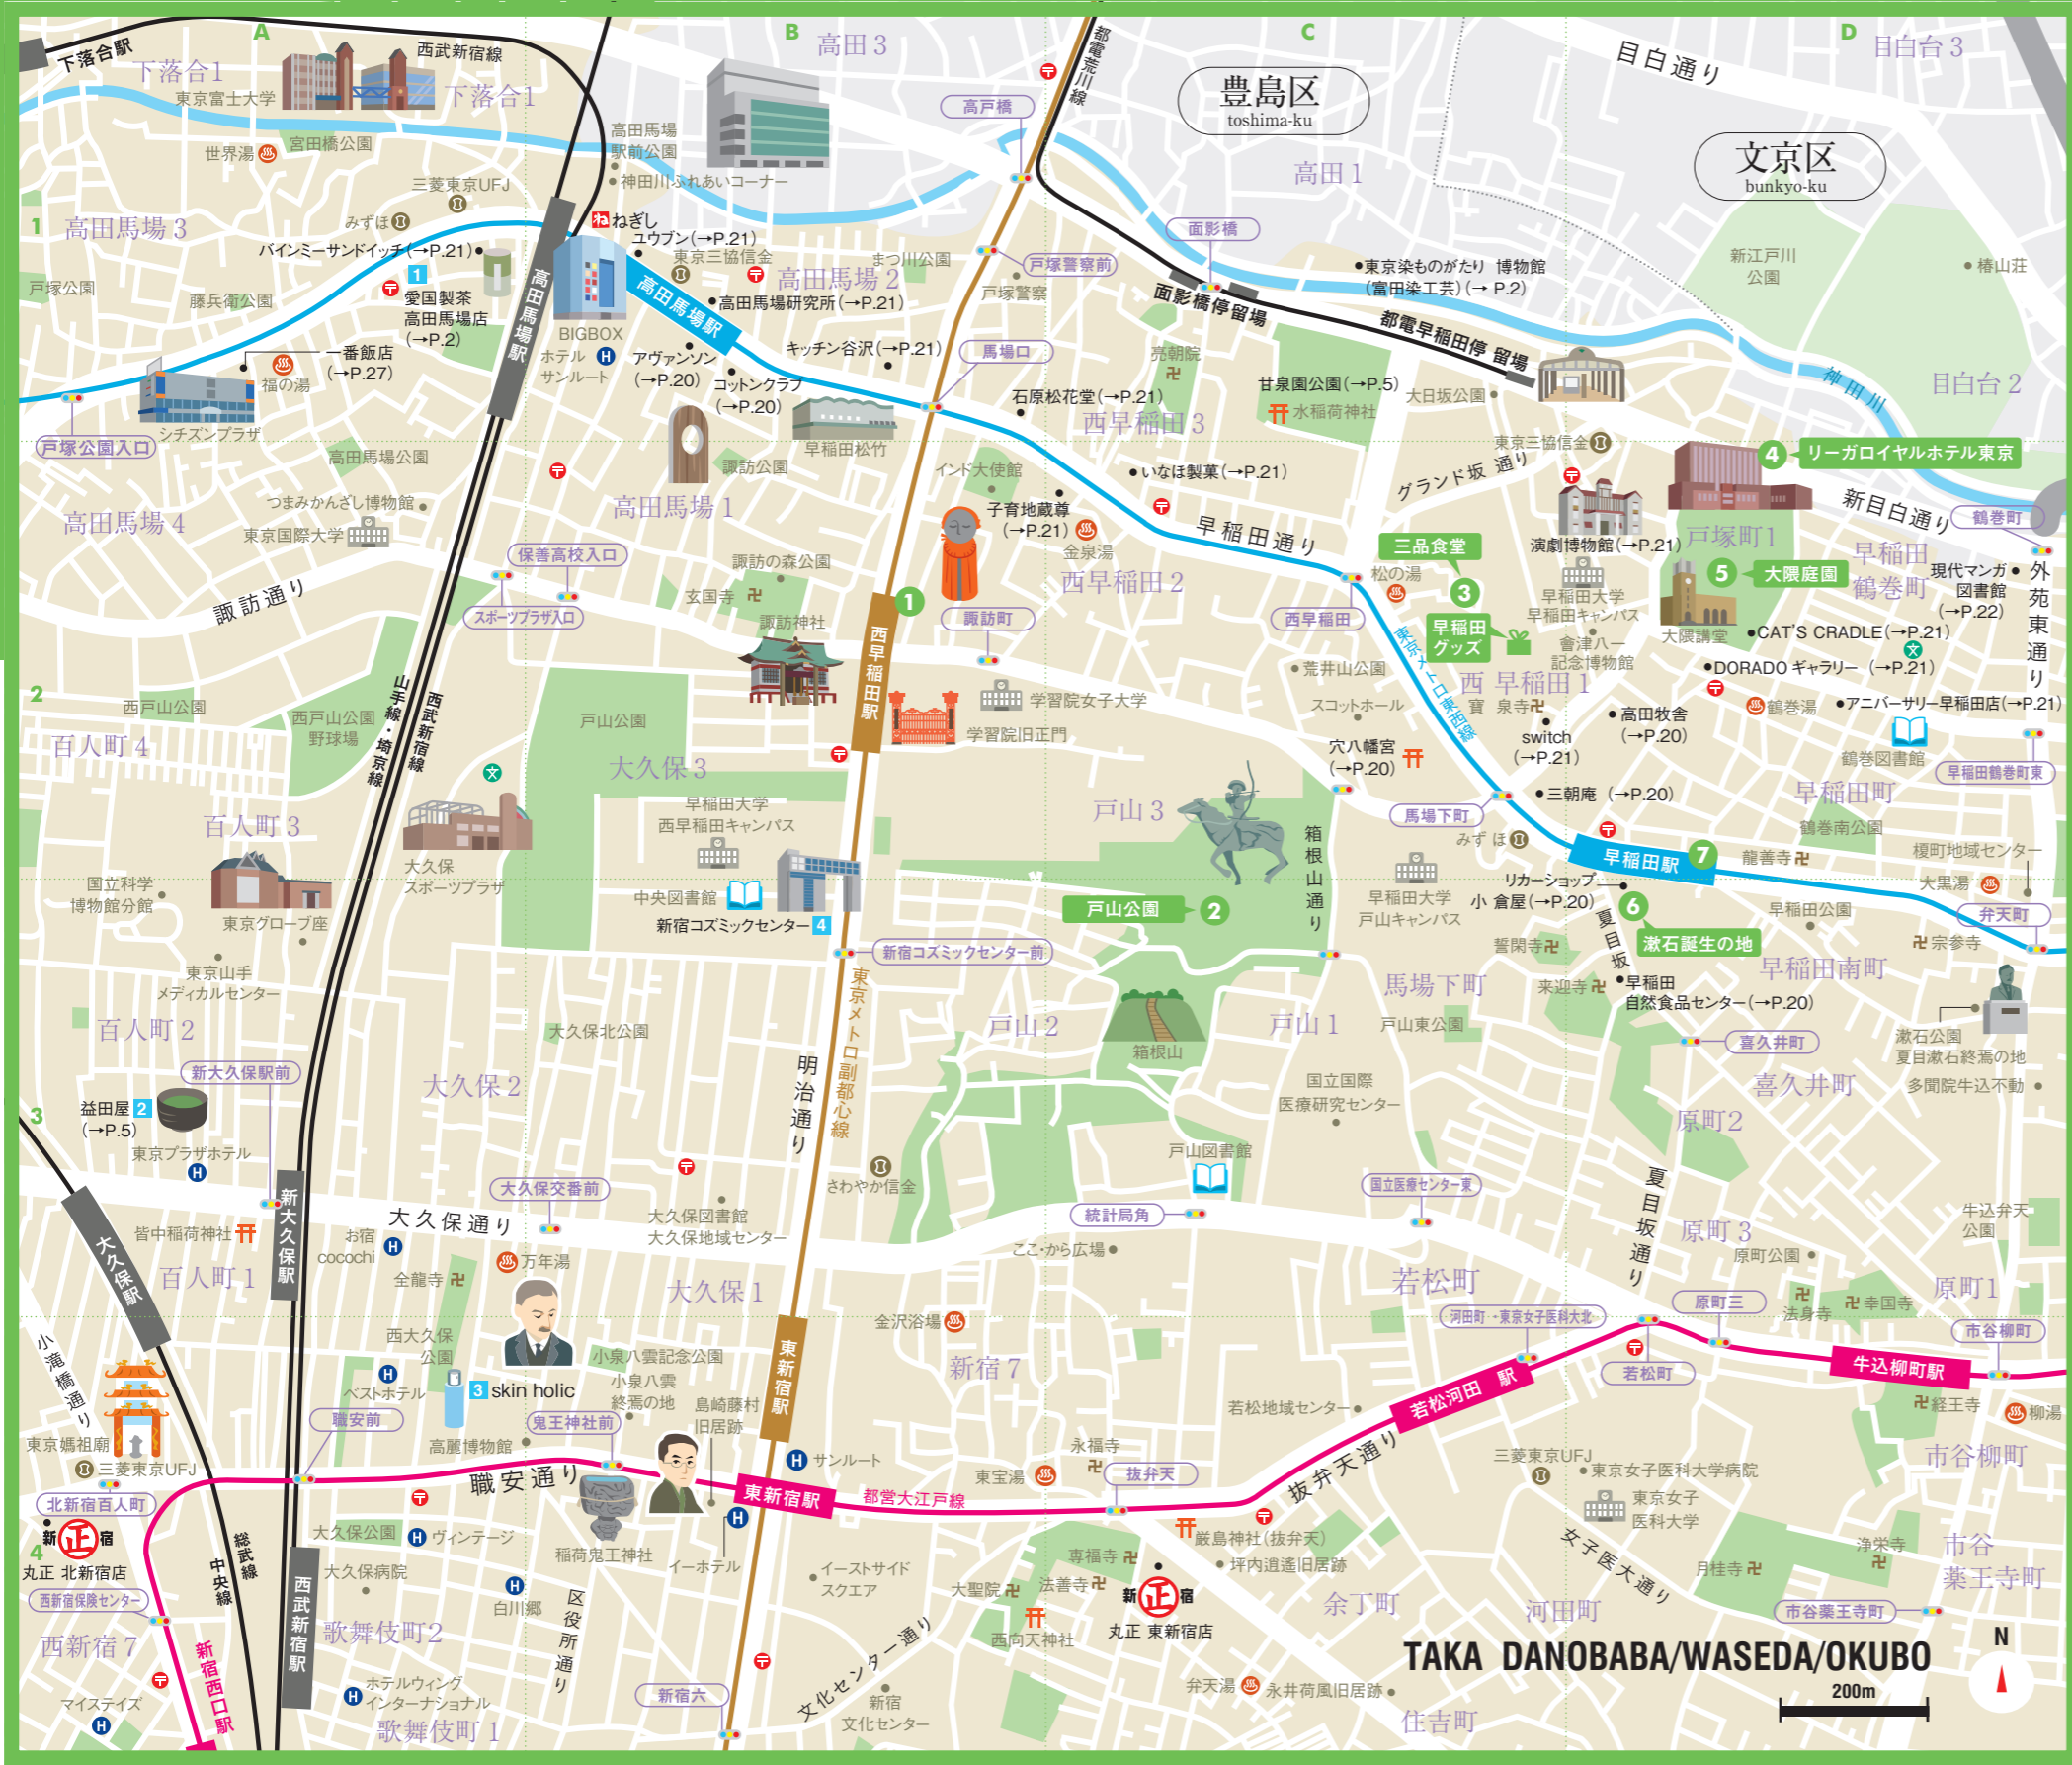 A
B
C
D
下落合駅
下落合1
東京富士大学
西武新宿線
下落合1
高田3
都電荒川線
豊島区
toshima-ku
目白通り
目白台3
文京区
bunkyo-ku
世界湯
宮田橋公園
高田馬場
駅前公園
神田川ふれあいコーナー
高戸橋
高田1
三菱東京UFJ
みずほ
1
高田馬場3
バインミーサンドイッチ(→P.21)
ね ねぎし
ユウブン(→P.21)
東京三協信金
高田馬場2
まつ川公園
戸塚警察前
戸塚警察
面影橋
面影橋停留場
東京染ものがたり 博物館
(富田染工芸)(→ P.2)
新江戸川
公園
椿山荘
戸塚公園
藤兵衛公園
1
愛国製茶
高田馬場店
(→P.2)
高田馬場駅
高田馬場駅
高田馬場研究所(→P.21)
BIGBOX
ホテル
サンルート
アヴァンソン
(→P.20)
コットンクラブ
(→P.20)
キッチン谷沢(→P.21)
馬場口
都電早稲田停 留場
亮朝院
一番飯店
(→P.27)
福の湯
シチズンプラザ
戸塚公園入口
石原松花堂(→P.21)
西早稲田3
甘泉園公園(→P.5)
水稲荷神社
大日坂公園
神田川
目白台2
高田馬場公園
早稲田松竹
諏訪公園
インド大使館
いなほ製菓(→P.21)
東京三協信金
グランド坂 通り
4
リーガロイヤルホテル東京
新目白通り
鶴巻町
つまみかんざし博物館
高田馬場4
東京国際大学
高田馬場1
子育地蔵尊
(→P.21)
金泉湯
早稲田通り
三品食堂
演劇博物館(→P.21)
戸塚町1
早稲田
鶴巻町
現代マンガ
図書館
(→P.22)
外苑東通り
保善高校入口
諏訪の森公園
西早稲田2
松の湯
3
早稲田大学
早稲田キャンパス
5
大隈庭園
諏訪通り
スポーツプラザ入口
玄国寺
諏訪神社
1
西早稲田駅
諏訪町
西早稲田
早稲田
グッズ
會津八一
記念博物館
大隈講堂
CAT'S CRADLE(→P.21)
DORADO ギャラリー (→P.21)
東京メトロ東西線
荒井山公園
2
西戸山公園
西戸山公園
野球場
山手線・埼京線
西武新宿線
戸山公園
学習院女子大学
学習院旧正門
スコットホール
西 早稲田1
寶 泉寺
鶴巻湯
アニバーサリー早稲田店(→P.21)
百人町4
大久保3
穴八幡宮
(→P.20)
switch
(→P.21)
高田牧舎
(→P.20)
鶴巻図書館
早稲田鶴巻町東
早稲田大学
西早稲田キャンパス
戸山3
馬場下町
三朝庵 (→P.20)
早稲田町
百人町3
大久保
スポーツプラザ
みず ほ
鶴巻南公園
箱根山通り
早稲田駅
7
龍善寺
榎町地域センター
国立科学
博物館分館
東京グローブ座
中央図書館
新宿コズミックセンター
4
戸山公園
2
早稲田大学
戸山キャンパス
リカーショップ
小 倉屋(→P.20)
6
大黒湯
早稲田公園
弁天町
新宿コズミックセンター前
夏目坂
漱石誕生の地
宗参寺
誓閑寺
東京山手
メディカルセンター
馬場下町
来迎寺
早稲田
自然食品センター(→P.20)
早稲田南町
百人町2
大久保北公園
東京メトロ副都心線
戸山2
箱根山
戸山1
戸山東公園
喜久井町
漱石公園
夏目漱石終焉の地
新大久保駅前
大久保2
明治通り
国立国際
医療研究センター
喜久井町
多聞院牛込不動
3
益田屋
2
(→P.5)
原町2
東京プラザホテル
戸山図書館
さわやか信金
大久保交番前
国立医療センター東
夏目坂通り
大久保駅
皆中稲荷神社
新大久保駅
大久保通り
お宿
cocochi
大久保図書館
大久保地域センター
統計局角
牛込弁天
公園
原町3
ここ・から広場
原町公園
百人町1
全龍寺
万年湯
大久保1
若松町
原町1
法身寺
幸国寺
小滝橋通り
金沢浴場
河田町・東京女子医科大北
原町三
市谷柳町
西大久保
公園
小泉八雲記念公園
小泉八雲
終焉の地
東新宿駅
新宿7
若松町
牛込柳町駅
ベストホテル
3
skin holic
島崎藤村
旧居跡
若松河田 駅
経王寺
柳湯
職安前
高麗博物館
鬼王神社前
若松地域センター
東京媽祖廟
三菱東京UFJ
サンルート
永福寺
東宝湯
抜弁天
抜弁天通り
三菱東京UFJ
東京女子医科大学病院
市谷柳町
北新宿百人町
職安通り
東新宿駅
都営大江戸線
東京女子
医科大学
4
新 正 宿
丸正 北新宿店
総武線
中央線
大久保公園
ヴィンテージ
稲荷鬼王神社
イーホテル
厳島神社(抜弁天)
坪内逍遙旧居跡
女子医大通り
浄栄寺
市谷
薬王寺町
大久保病院
イーストサイド
スクエア
専福寺
月桂寺
西新宿保険センター
西武新宿駅
白川郷
大聖院
法善寺
新 正 宿
丸正 東新宿店
余丁町
河田町
市谷薬王寺町
西新宿7
歌舞伎町2
区役所通り
西向天神社
新宿西口駅
文化センター通り
TAKA DANOBABA/WASEDA/OKUBO
N
マイステイズ
ホテルウィング
インターナショナル
新宿六
新宿
文化センター
弁天湯
永井荷風旧居跡
200m
歌舞伎町1
住吉町